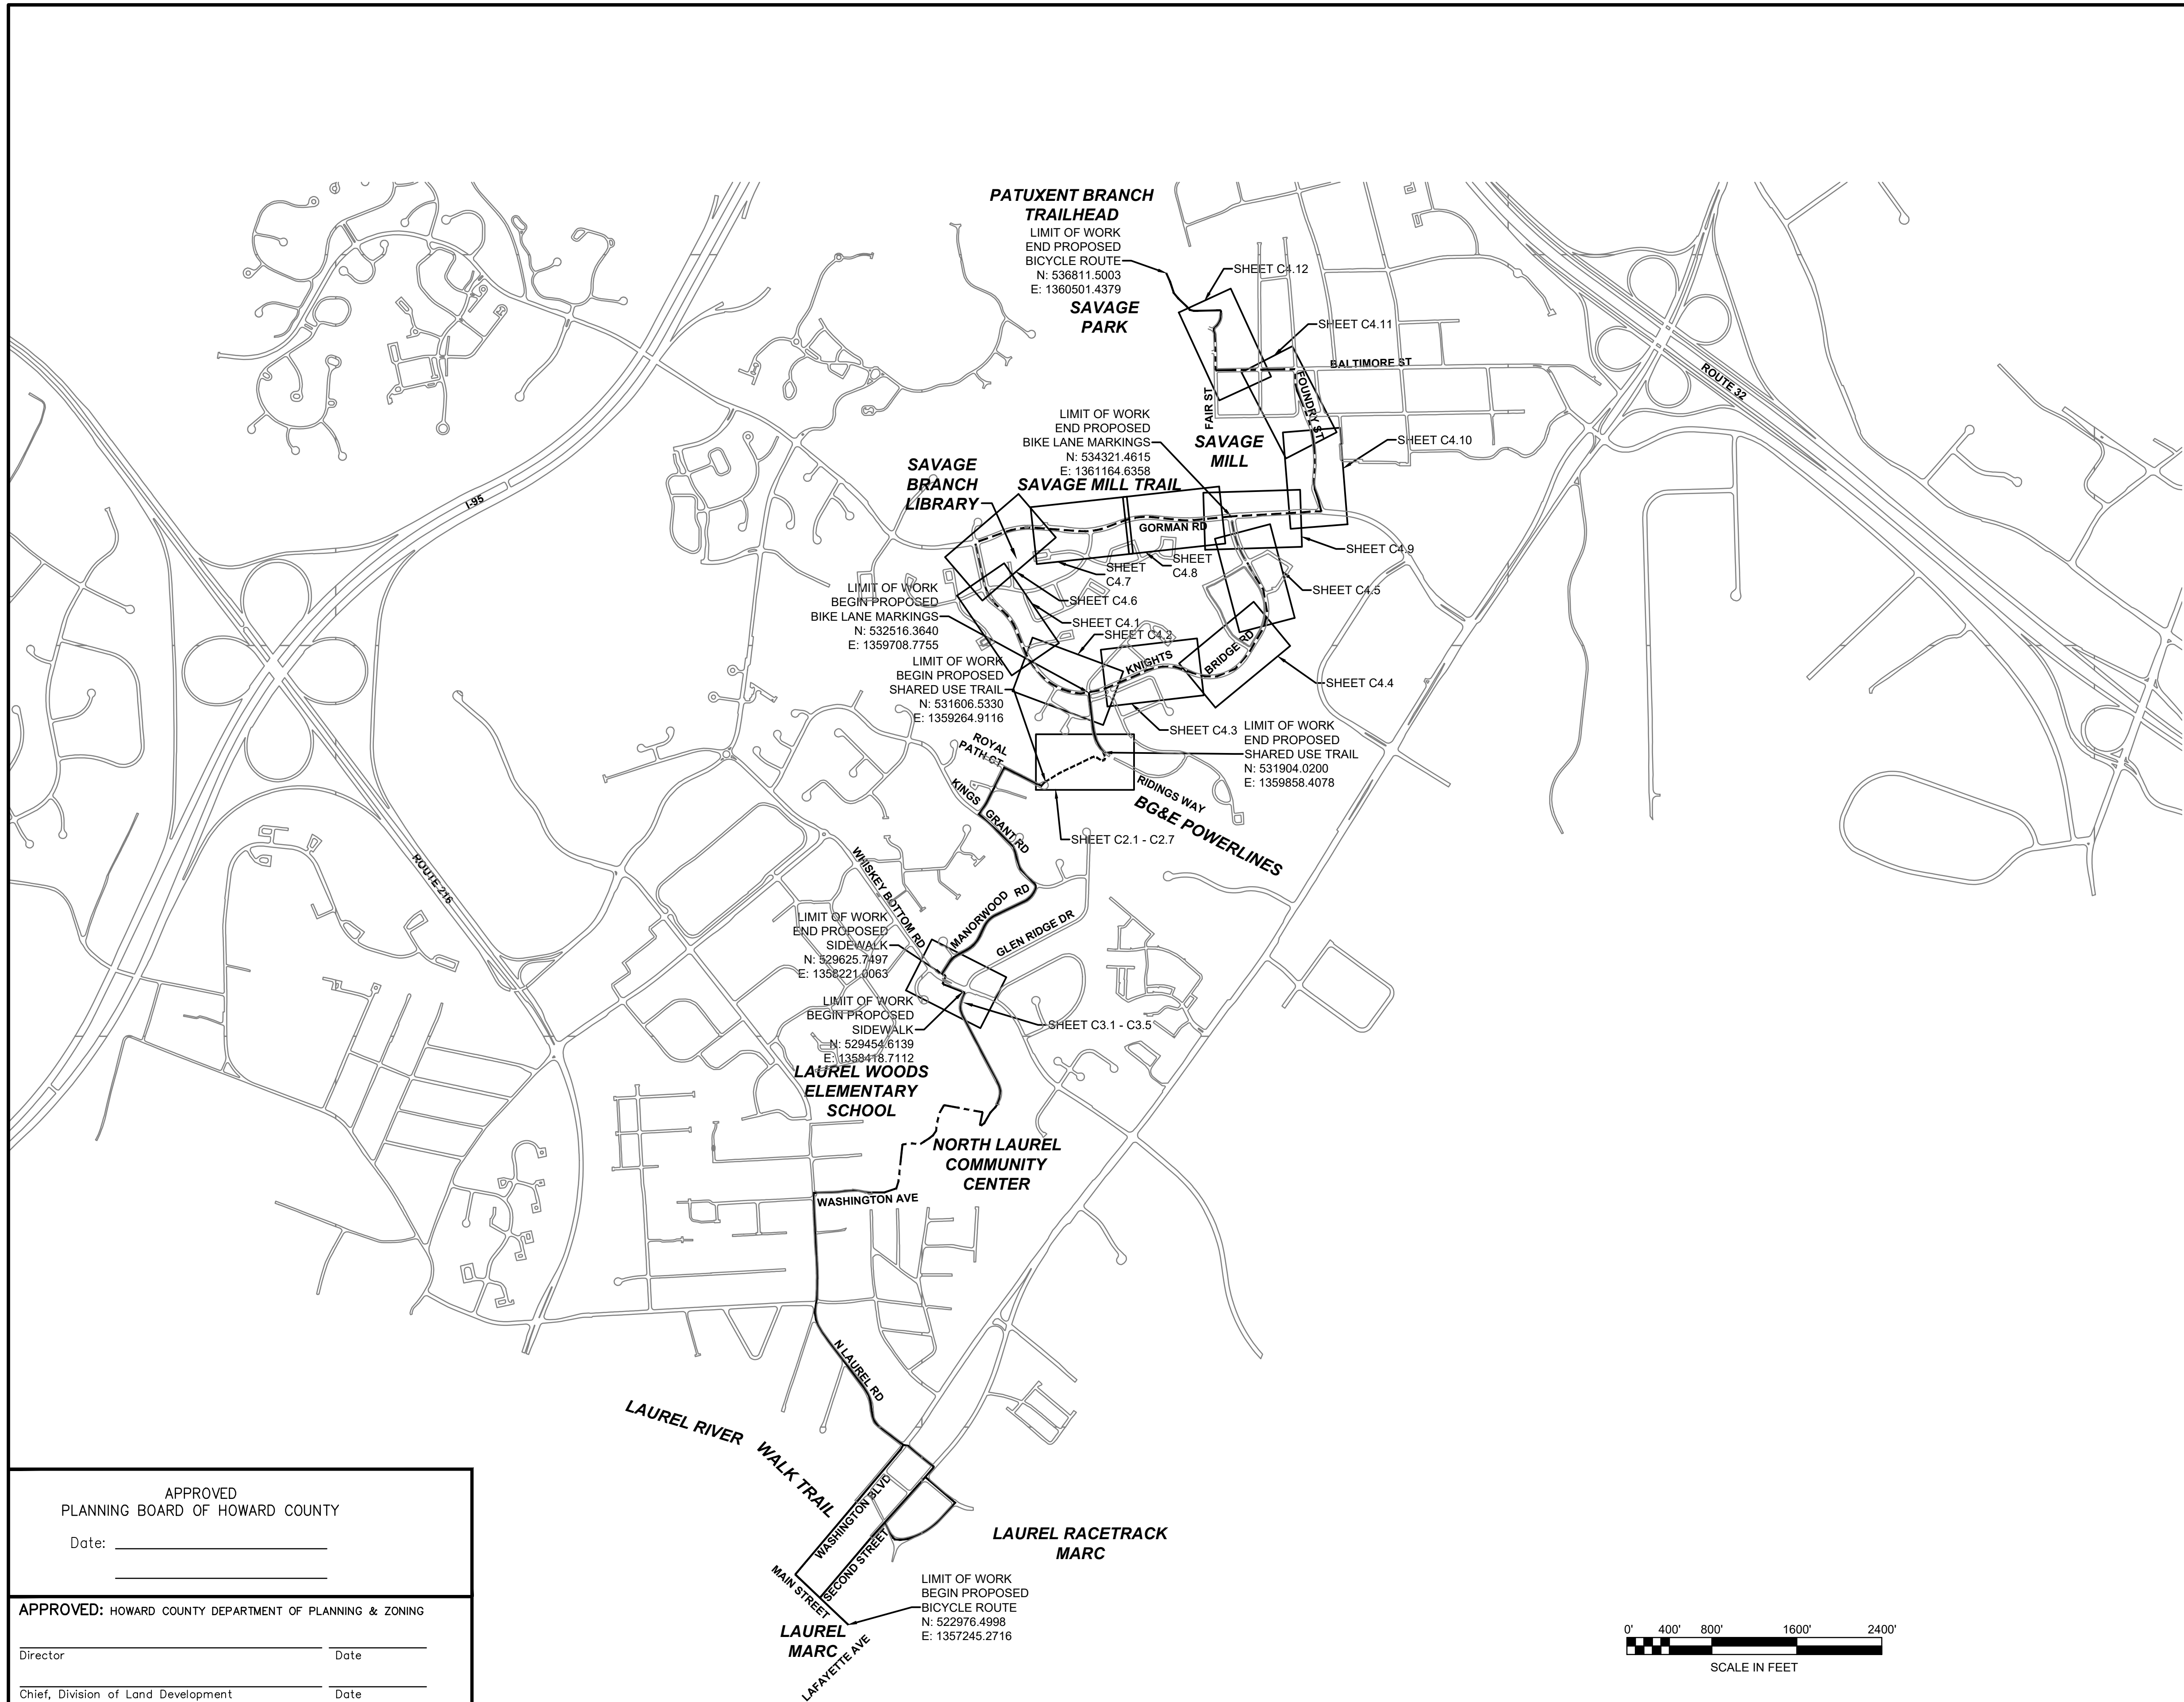 PATUXENT BRANCH
TRAILHEAD
LIMIT OF WORK
END PROPOSED
BICYCLE ROUTE
N: 536811.5003
E: 1360501.4379
SAVAGE
PARK
SHEET C4.12
SHEET C4.11
BALTIMORE ST
FAIR ST
FOUNDRY ST
ROUTE 32
LIMIT OF WORK
END PROPOSED
BIKE LANE MARKINGS
N: 534321.4615
E: 1361164.6358
SAVAGE
MILL
SHEET C4.10
SAVAGE
BRANCH
LIBRARY
SAVAGE MILL TRAIL
I-95
GORMAN RD
SHEET C4.9
SHEET
C4.8
SHEET
C4.7
SHEET C4.5
SHEET C4.6
SHEET C4.1
SHEET C4.2
LIMIT OF WORK
BEGIN PROPOSED
BIKE LANE MARKINGS
N: 532516.3640
E: 1359708.7755
KNIGHTS
BRIDGE RD
SHEET C4.4
LIMIT OF WORK
BEGIN PROPOSED
SHARED USE TRAIL
N: 531606.5330
E: 1359264.9116
SHEET C4.3
LIMIT OF WORK
END PROPOSED
SHARED USE TRAIL
N: 531904.0200
E: 1359858.4078
ROYAL
PATH CT
KINGS
GRANT RD
RIDINGS WAY
BG&E POWERLINES
SHEET C2.1 - C2.7
WHISKEY BOTTOM RD
ROUTE 216
MANORWOOD RD
GLEN RIDGE DR
LIMIT OF WORK
END PROPOSED
SIDEWALK
N: 529625.7497
E: 1358221.0063
LIMIT OF WORK
BEGIN PROPOSED
SIDEWALK
N: 529454.6139
E: 1358418.7112
SHEET C3.1 - C3.5
LAUREL WOODS
ELEMENTARY
SCHOOL
NORTH LAUREL
COMMUNITY
CENTER
WASHINGTON AVE
N LAUREL RD
LAUREL RIVER
WALK TRAIL
WASHINGTON BLVD
SECOND STREET
MAIN STREET
LAUREL RACETRACK
MARC
LIMIT OF WORK
BEGIN PROPOSED
BICYCLE ROUTE
N: 522976.4998
E: 1357245.2716
LAUREL
MARC
LAFAYETTE AVE
0' 400' 800' 1600' 2400'
SCALE IN FEET
APPROVED
PLANNING BOARD OF HOWARD COUNTY
Date:
APPROVED: HOWARD COUNTY DEPARTMENT OF PLANNING & ZONING
Director Date
Chief, Division of Land Development Date